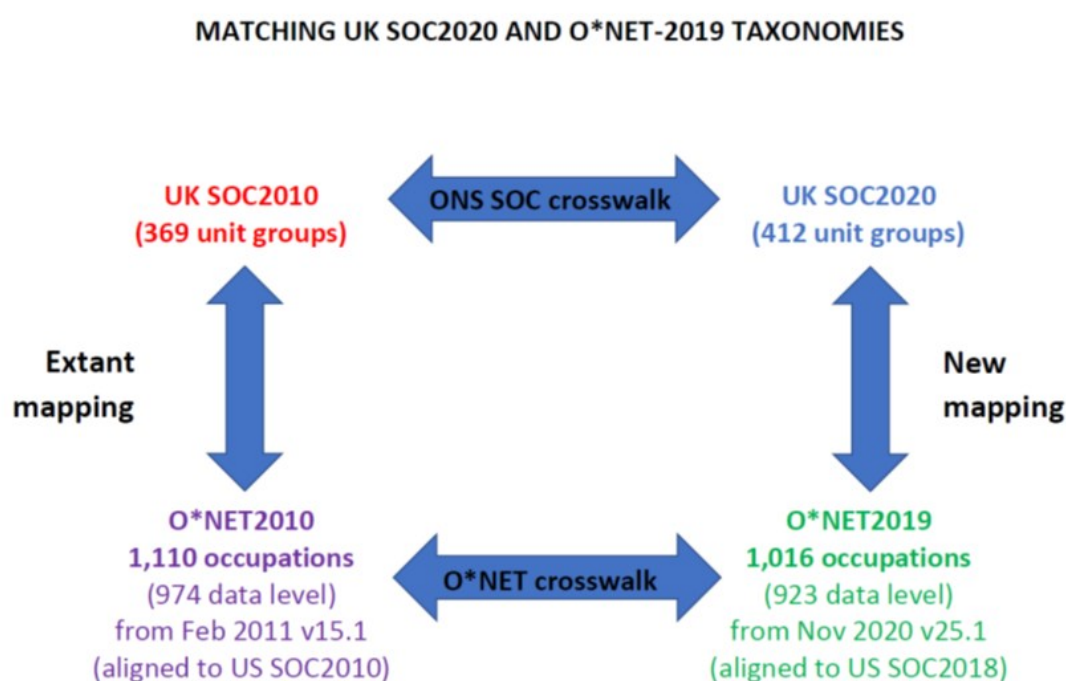 MATCHING UK SOC2020 AND O*NET-2019 TAXONOMIES
UK SOC2010
(369 unit groups)
ONS SOC crosswalk
UK SOC2020
(412 unit groups)
Extant
mapping
New
mapping
O*NET2010
1,110 occupations
(974 data level)
from Feb 2011 v15.1
(aligned to US SOC2010)
O*NET crosswalk
O*NET2019
1,016 occupations
(923 data level)
from Nov 2020 v25.1
(aligned to US SOC2018)